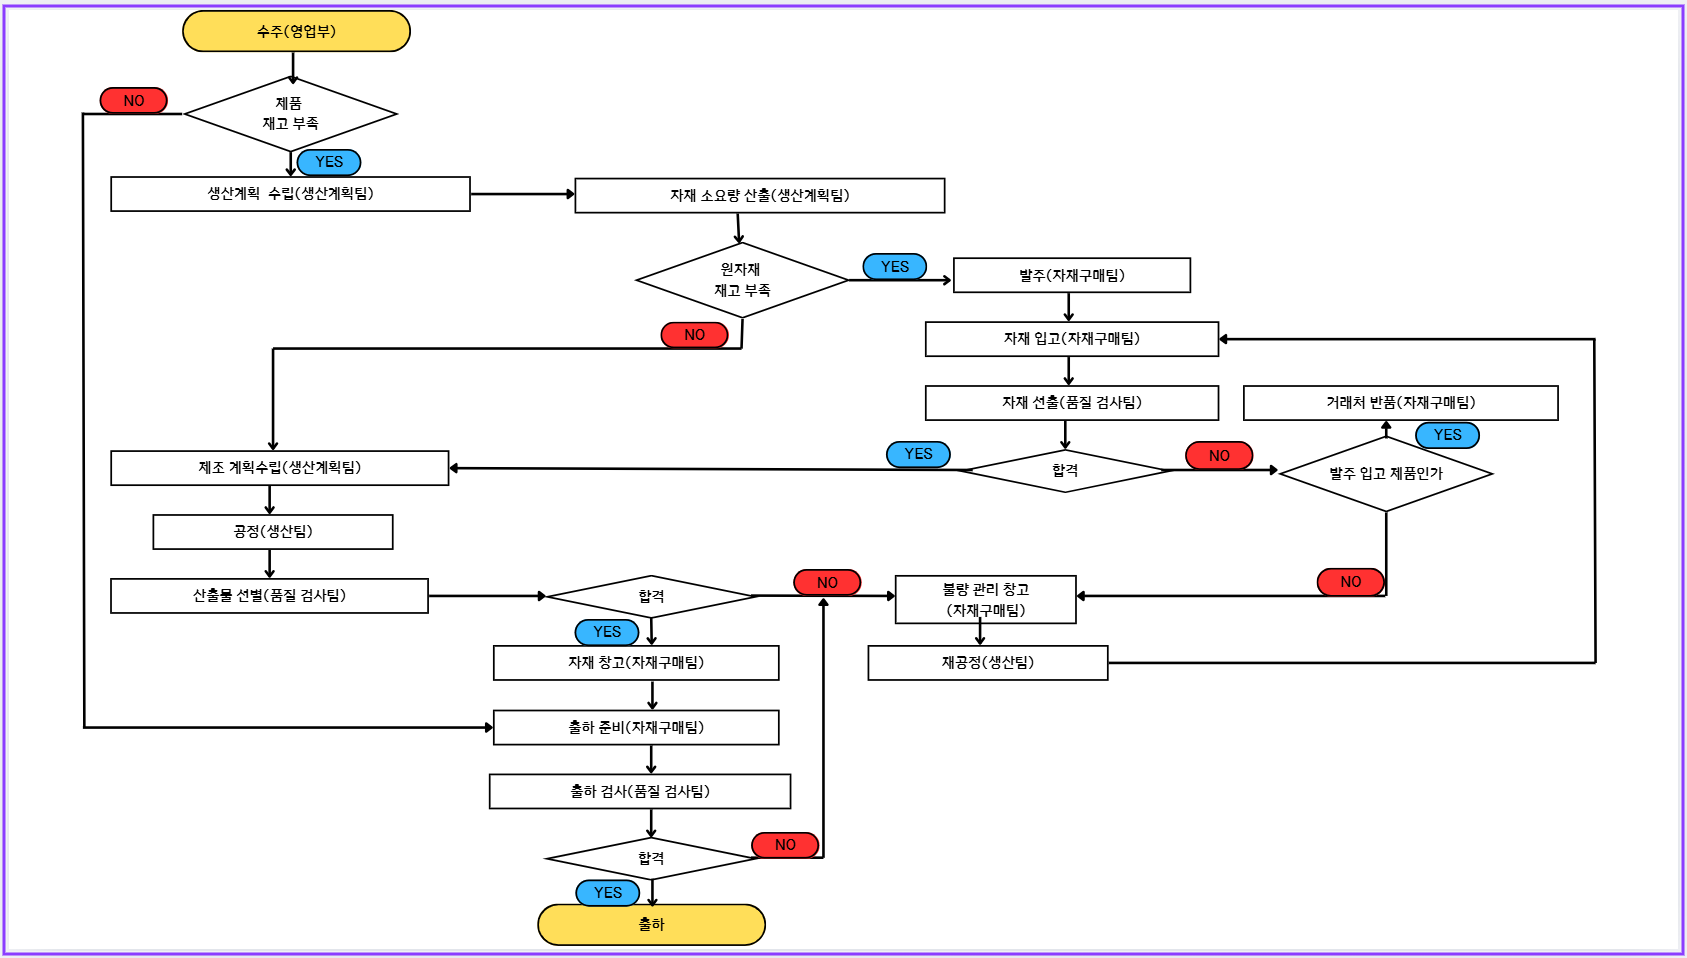 수주(영업부)
NO
제품
재고 부족
YES
생산계획  수립(생산계획팀)
자재 소요량 산출(생산계획팀)
원자재
재고 부족
YES
발주(자재구매팀)
NO
자재 입고(자재구매팀)
자재 선출(품질 검사팀)
거래처 반품(자재구매팀)
YES
제조 계획수립(생산계획팀)
YES
합격
NO
발주 입고 제품인가
공정(생산팀)
산출물 선별(품질 검사팀)
합격
NO
불량 관리 창고
(자재구매팀)
NO
YES
자재 창고(자재구매팀)
재공정(생산팀)
출하 준비(자재구매팀)
출하 검사(품질 검사팀)
합격
NO
YES
출하